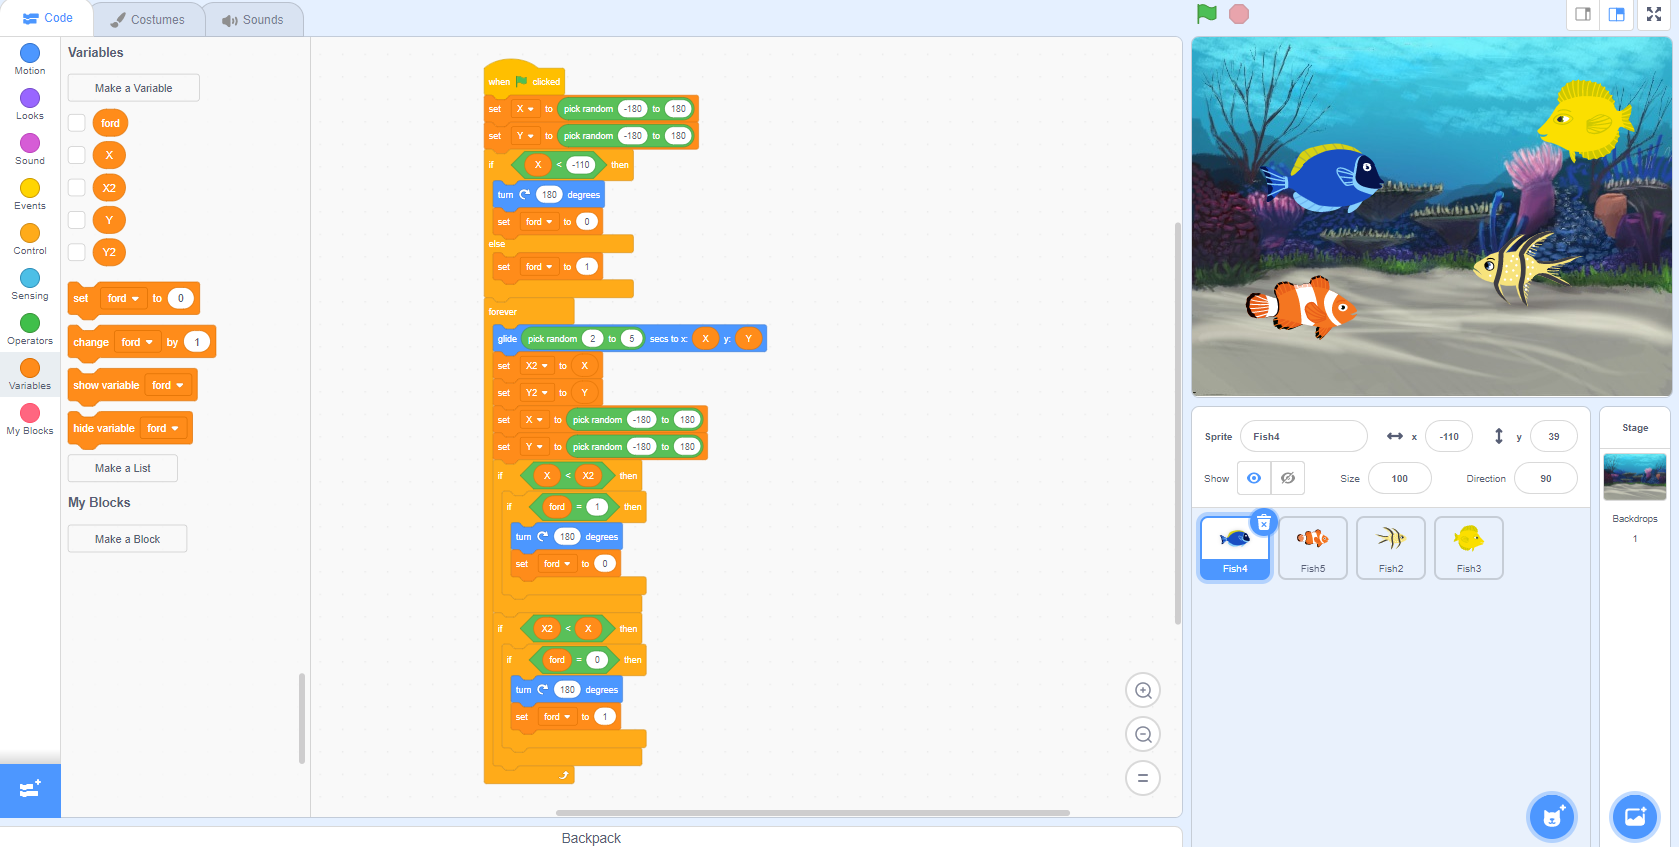 Code
Costumes
Sounds
Motion
Looks
Sound
Events
Control
Sensing
Operators
Variables
My Blocks
Variables
Make a Variable
ford
X
X2
Y
Y2
set ford to 0
change ford by 1
show variable ford
hide variable ford
Make a List
My Blocks
Make a Block
when clicked
set X to pick random -180 to 180
set Y to pick random -180 to 180
if X < -110 then
turn 180 degrees
set ford to 0
else
set ford to 1
forever
glide pick random 2 to 5 secs to x: X y: Y
set X2 to X
set Y2 to Y
set X to pick random -180 to 180
set Y to pick random -180 to 180
if X < X2 then
if ford = 1 then
turn 180 degrees
set ford to 0
if X2 < X then
if ford = 0 then
turn 180 degrees
set ford to 1
Backpack
Sprite Fish4 x -110 y 39
Show Size 100 Direction 90
Fish4
Fish5
Fish2
Fish3
Stage
Backdrops
1